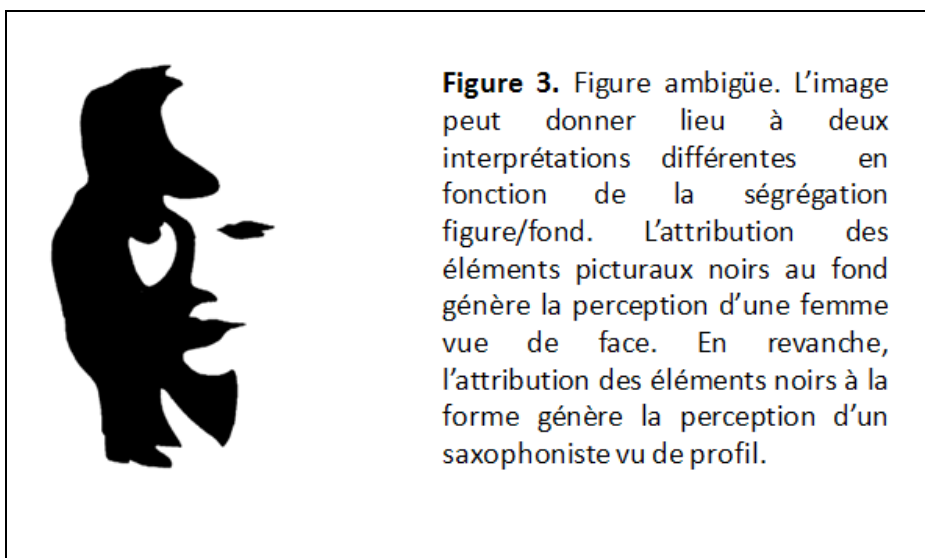 Figure 3. Figure ambigüe. L’image
peut donner lieu à deux
interprétations différentes en
fonction de la ségrégation
figure/fond. L’attribution des
éléments picturaux noirs au fond
génère la perception d’une femme
vue de face. En revanche,
l’attribution des éléments noirs à la
forme génère la perception d’un
saxophoniste vu de profil.